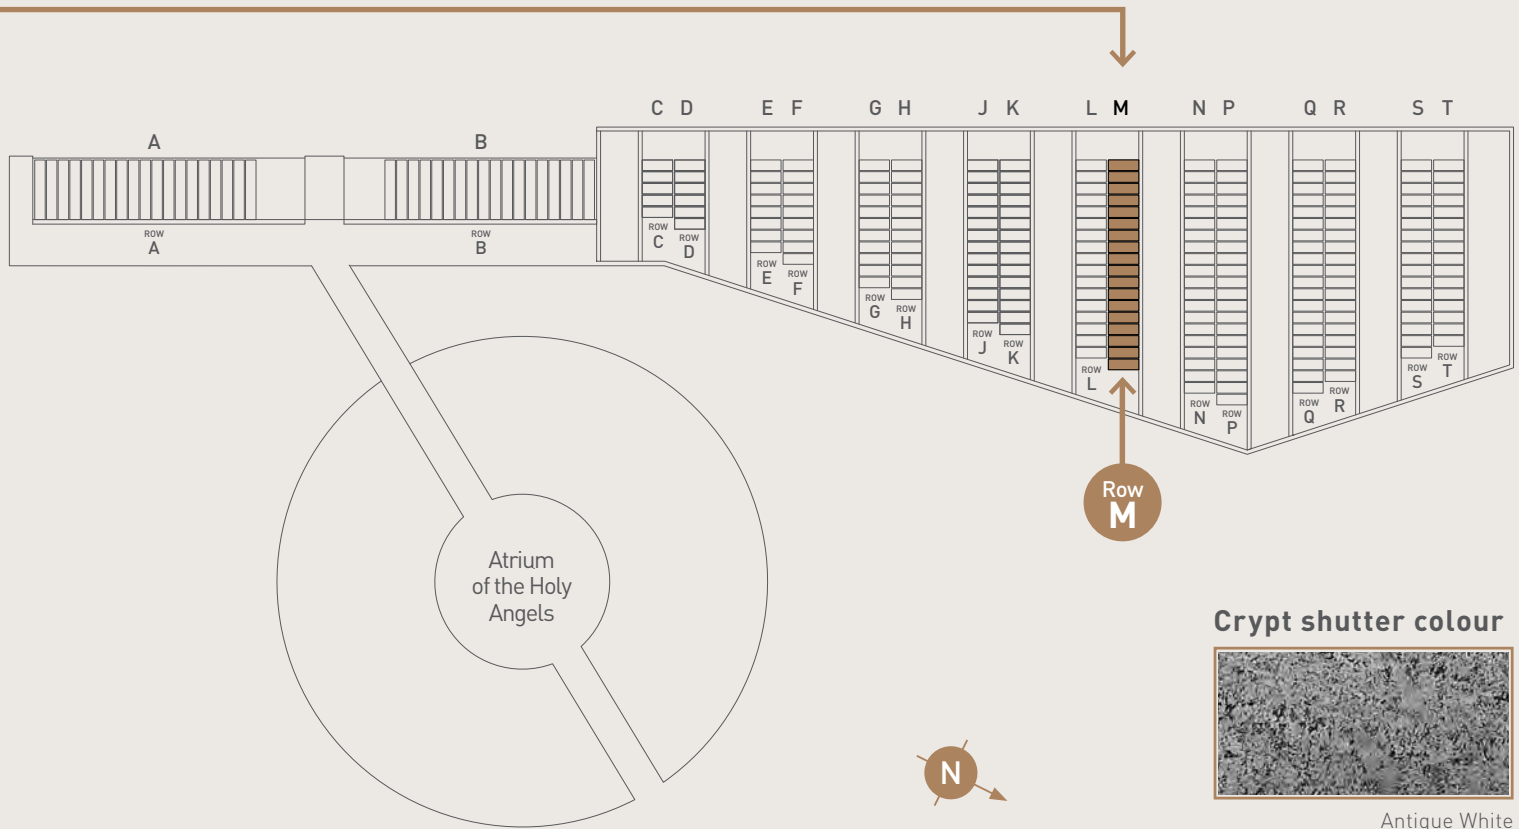 C D E F G H J K L M N P Q R S T
A B
ROW
A
ROW
B
ROW
C
ROW
D
ROW
E
ROW
F
ROW
G
ROW
H
ROW
J
ROW
K
ROW
L
ROW
N
ROW
P
ROW
Q
ROW
R
ROW
S
ROW
T
Row
M
Atrium
of the Holy
Angels
N
Crypt shutter colour
Antique White